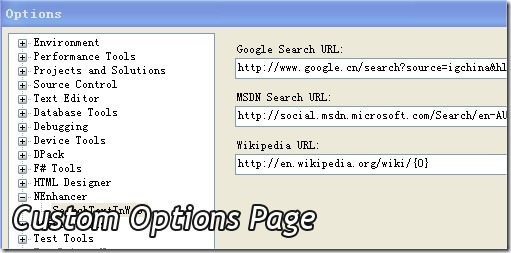 Options
Environment
Performance Tools
Projects and Solutions
Source Control
Text Editor
Database Tools
Debugging
Device Tools
DPack
F# Tools
HTML Designer
NEnhancer
Test Tools
Google Search URL:
http://www.google.cn/search?source=igchina&hl
MSDN Search URL:
http://social.msdn.microsoft.com/Search/en-AU
Wikipedia URL:
http://en.wikipedia.org/wiki/{0}
Custom Options Page